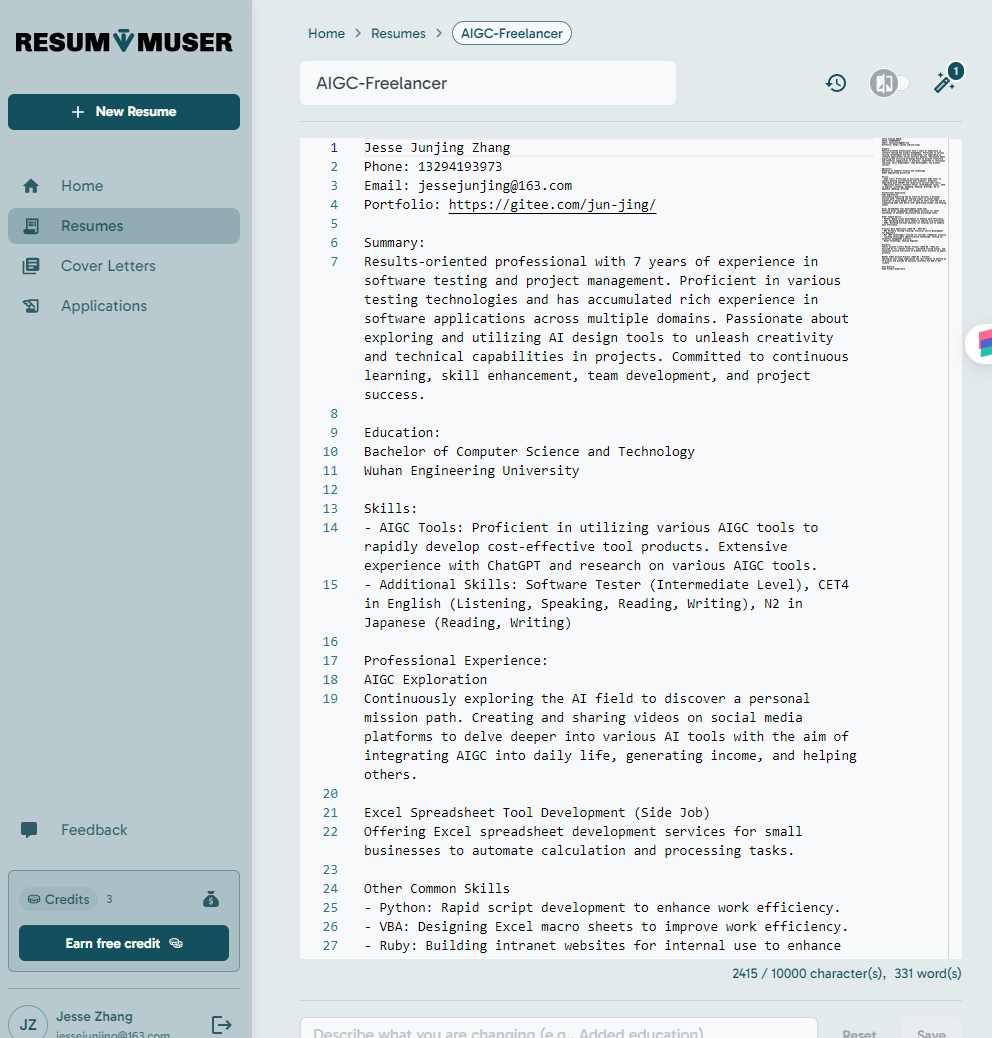 RESUMMUSER
Home > Resumes > AIGC-Freelancer
AIGC-Freelancer
1
+ New Resume
Home
Resumes
Cover Letters
Applications
1 Jesse Junjing Zhang
2 Phone: 13294193973
3 Email: jessejunjing@163.com
4 Portfolio: https://gitee.com/jun-jing/
5
6 Summary:
7 Results-oriented professional with 7 years of experience in
software testing and project management. Proficient in various
testing technologies and has accumulated rich experience in
software applications across multiple domains. Passionate about
exploring and utilizing AI design tools to unleash creativity
and technical capabilities in projects. Committed to continuous
learning, skill enhancement, team development, and project
success.
8
9 Education:
10 Bachelor of Computer Science and Technology
11 Wuhan Engineering University
12
13 Skills:
14 - AIGC Tools: Proficient in utilizing various AIGC tools to
rapidly develop cost-effective tool products. Extensive
experience with ChatGPT and research on various AIGC tools.
15 - Additional Skills: Software Tester (Intermediate Level), CET4
in English (Listening, Speaking, Reading, Writing), N2 in
Japanese (Reading, Writing)
16
17 Professional Experience:
18 AIGC Exploration
19 Continuously exploring the AI field to discover a personal
mission path. Creating and sharing videos on social media
platforms to delve deeper into various AI tools with the aim of
integrating AIGC into daily life, generating income, and helping
others.
20
21 Excel Spreadsheet Tool Development (Side Job)
22 Offering Excel spreadsheet development services for small
businesses to automate calculation and processing tasks.
23
24 Other Common Skills
25 - Python: Rapid script development to enhance work efficiency.
26 - VBA: Designing Excel macro sheets to improve work efficiency.
27 - Ruby: Building intranet websites for internal use to enhance
2415 / 10000 character(s), 331 word(s)
Describe what you are changing (e.g., Added education)
Reset
Save
Feedback
Credits 3
Earn free credit
JZ
Jesse Zhang
jessejunjing@163.com